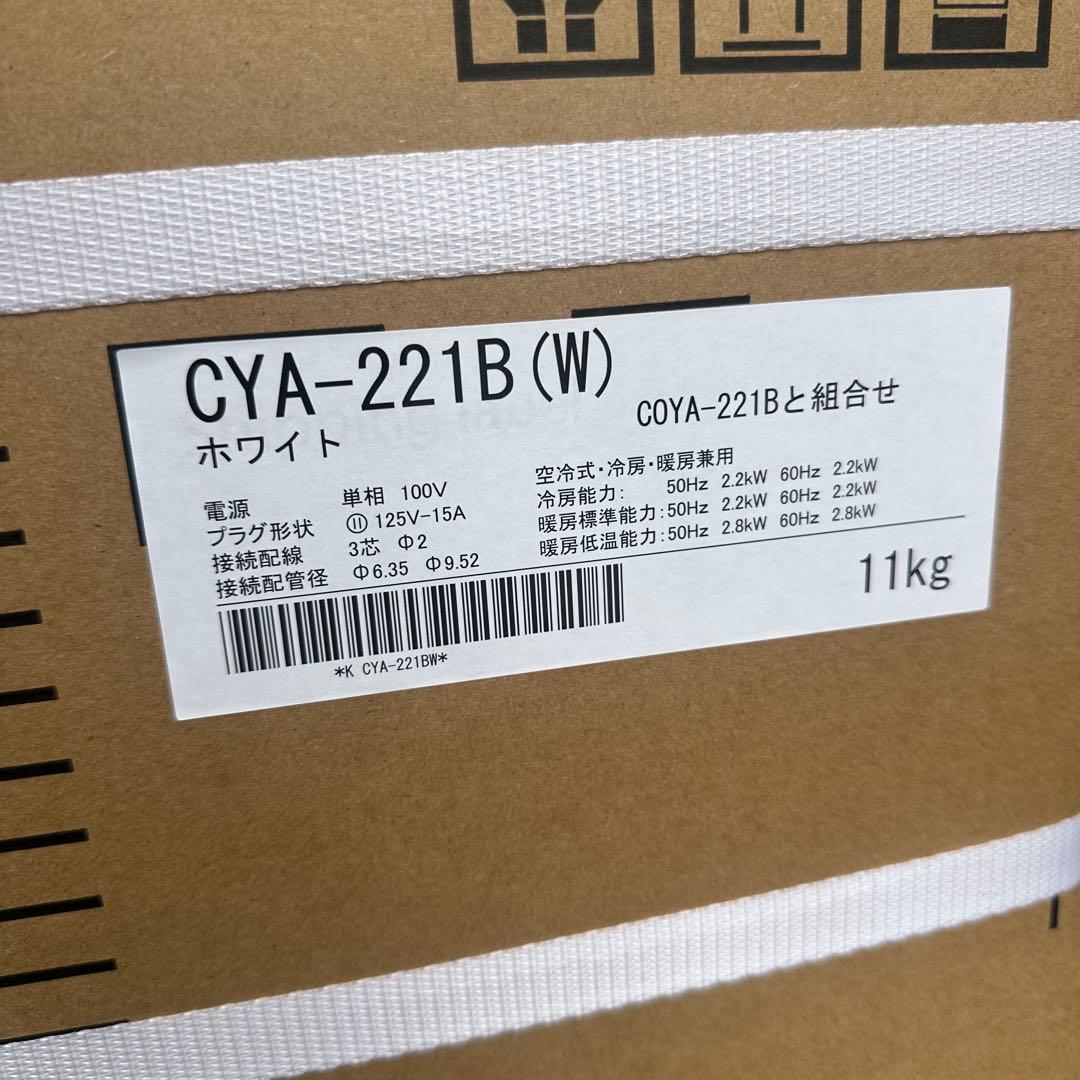 CYA-221B(W)
ホワイト
COYA-221Bと組合せ
電源 単相 100V
プラグ形状 125V-15A
接続配線 3芯 Φ2
接続配管径 Φ6.35 Φ9.52
空冷式・冷房・暖房兼用
冷房能力: 50Hz 2.2kW 60Hz 2.2kW
暖房標準能力:50Hz 2.2kW 60Hz 2.2kW
暖房低温能力:50Hz 2.8kW 60Hz 2.8kW
11kg
*K CYA-221BW*